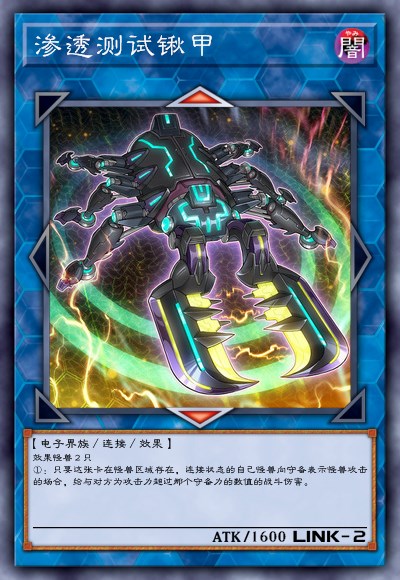 渗透测试锹甲
闇
やみ
【电子界族／连接／效果】
效果怪兽２只
①：只要这张卡在怪兽区域存在，连接状态的自己怪兽向守备表示怪兽攻击
的场合，给与对方为攻击力超过那个守备力的数值的战斗伤害。
ATK/1600 LINK-2